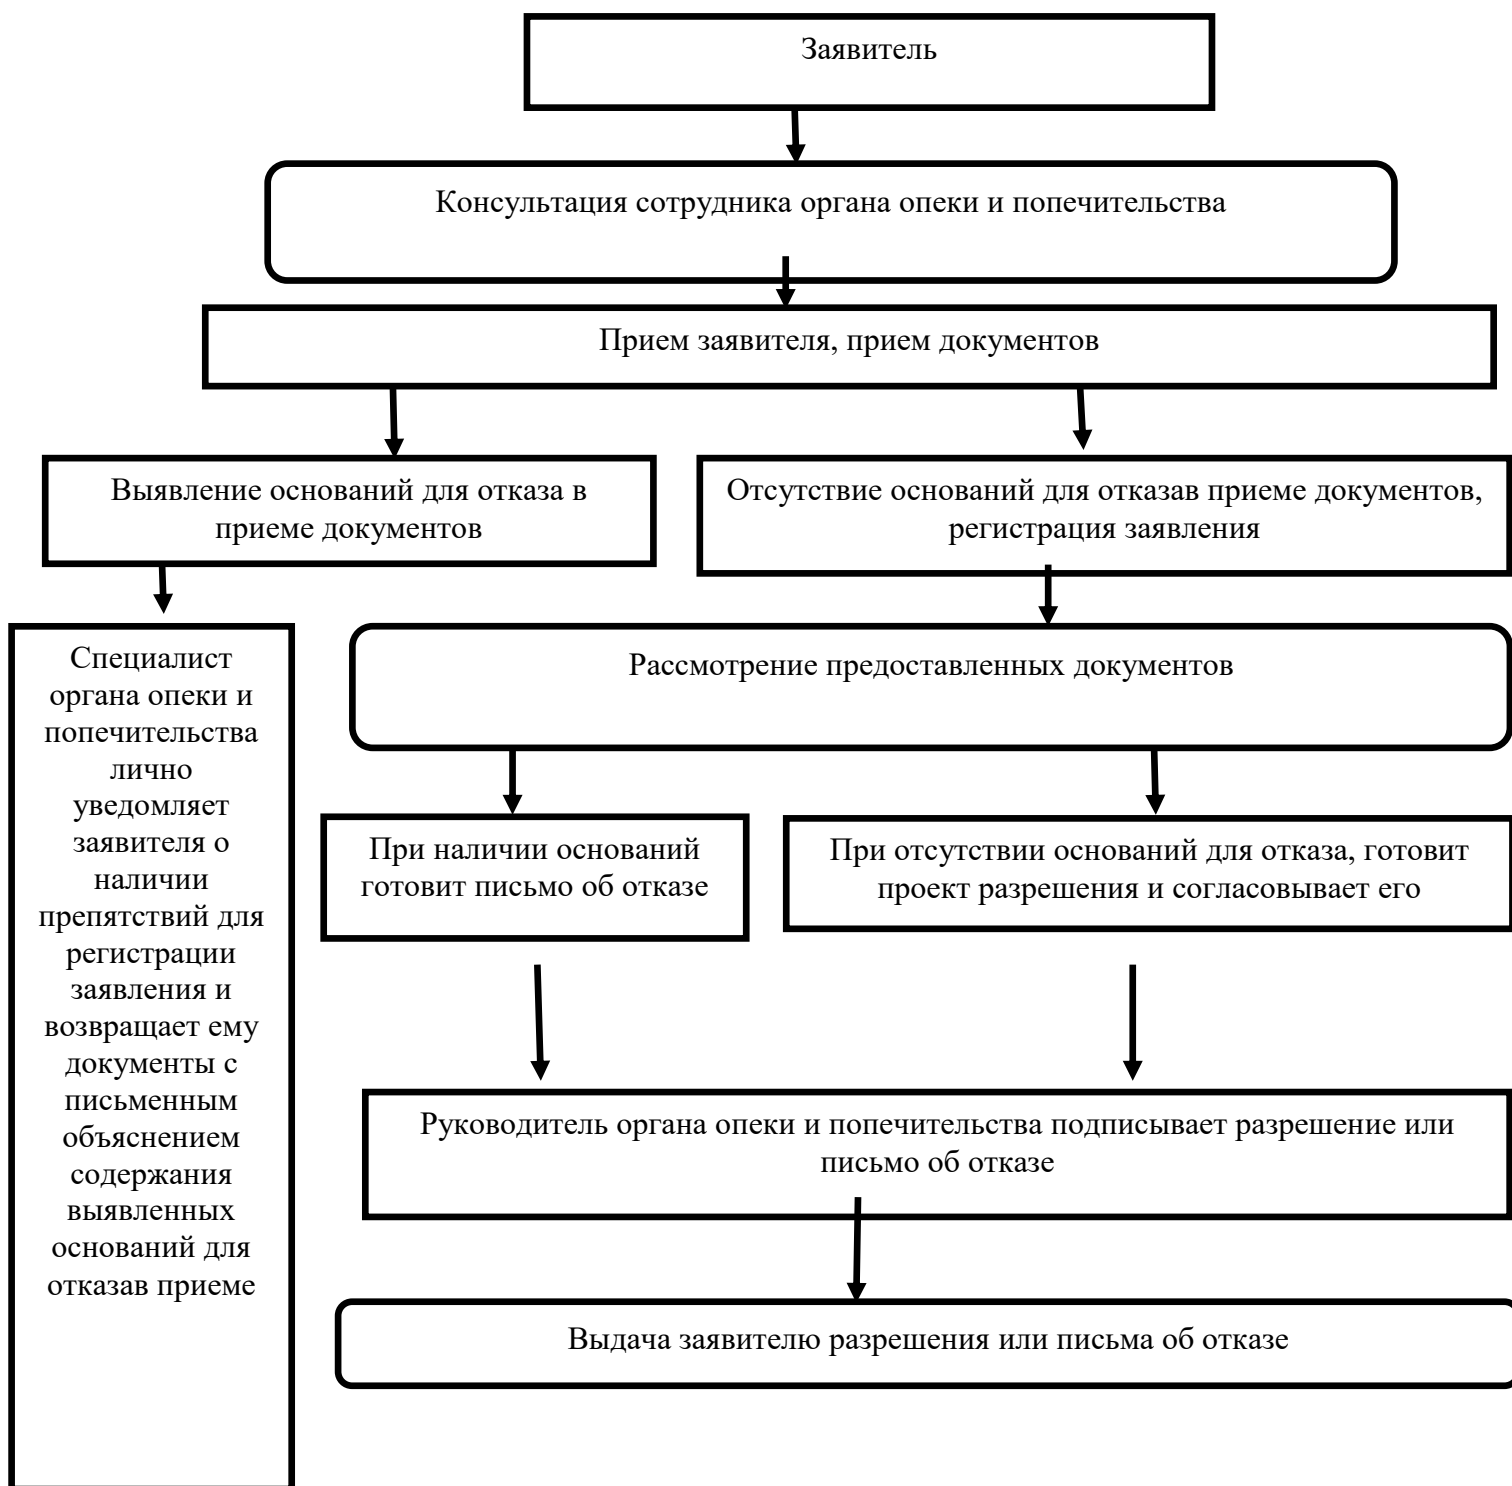 Заявитель
Консультация сотрудника органа опеки и попечительства
Прием заявителя, прием документов
Выявление оснований для отказа в
приеме документов
Отсутствие оснований для отказав приеме документов,
регистрация заявления
Специалист
органа опеки и
попечительства
лично
уведомляет
заявителя о
наличии
препятствий для
регистрации
заявления и
возвращает ему
документы с
письменным
объяснением
содержания
выявленных
оснований для
отказав приеме
Рассмотрение предоставленных документов
При наличии оснований
готовит письмо об отказе
При отсутствии оснований для отказа, готовит
проект разрешения и согласовывает его
Руководитель органа опеки и попечительства подписывает разрешение или
письмо об отказе
Выдача заявителю разрешения или письма об отказе